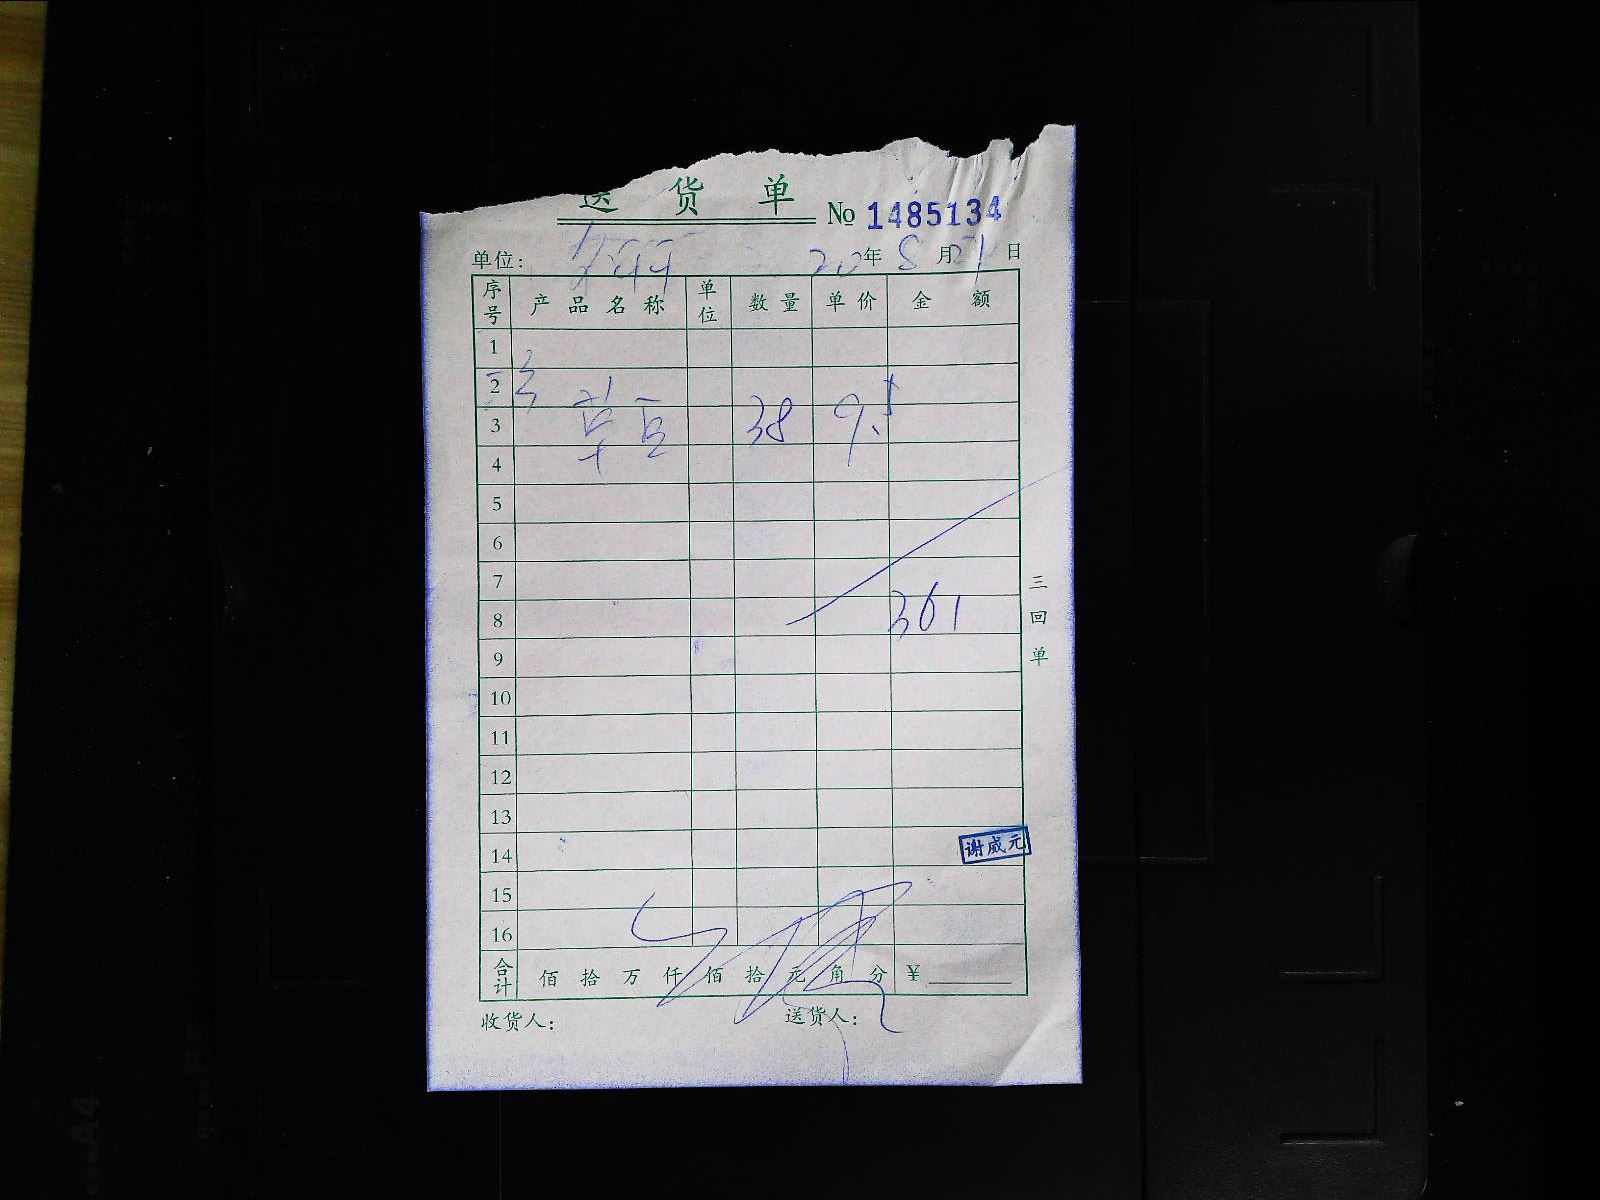 送货单 No 1485134
单位: 20年8月21日
序号 产品名称 单位 数量 单价 金额
1
2
3 草豆 38 9.5
4
5
6
7
8 361
9
10
11
12
13
14
15
16
谢威元
合计 佰拾万仟佰拾元角分 ¥
收货人: 送货人:
三回单